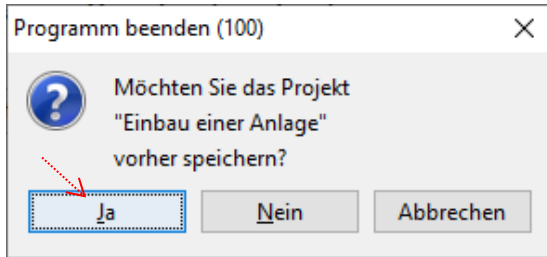 Programm beenden (100)
Möchten Sie das Projekt
"Einbau einer Anlage"
vorher speichern?
Ja
Nein
Abbrechen